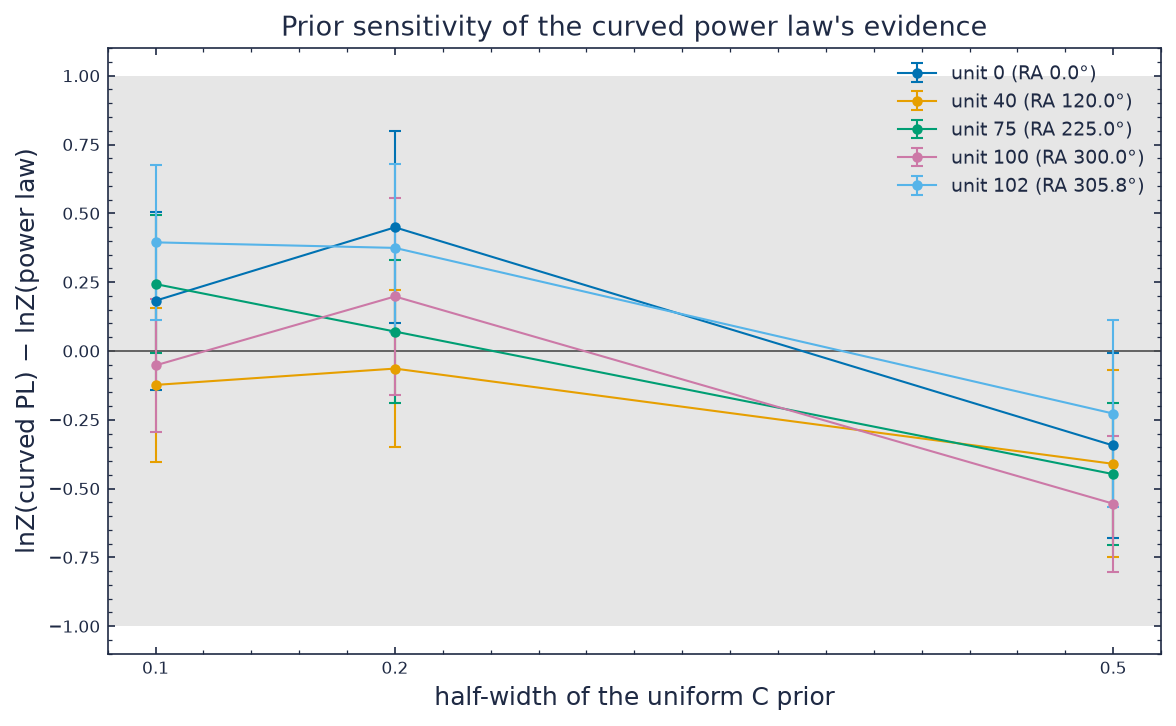 Prior sensitivity of the curved power law's evidence
lnZ(curved PL) − lnZ(power law)
1.00
0.75
0.50
0.25
0.00
−0.25
−0.50
−0.75
−1.00
unit 0 (RA 0.0°)
unit 40 (RA 120.0°)
unit 75 (RA 225.0°)
unit 100 (RA 300.0°)
unit 102 (RA 305.8°)
0.1 0.2 0.5
half-width of the uniform C prior